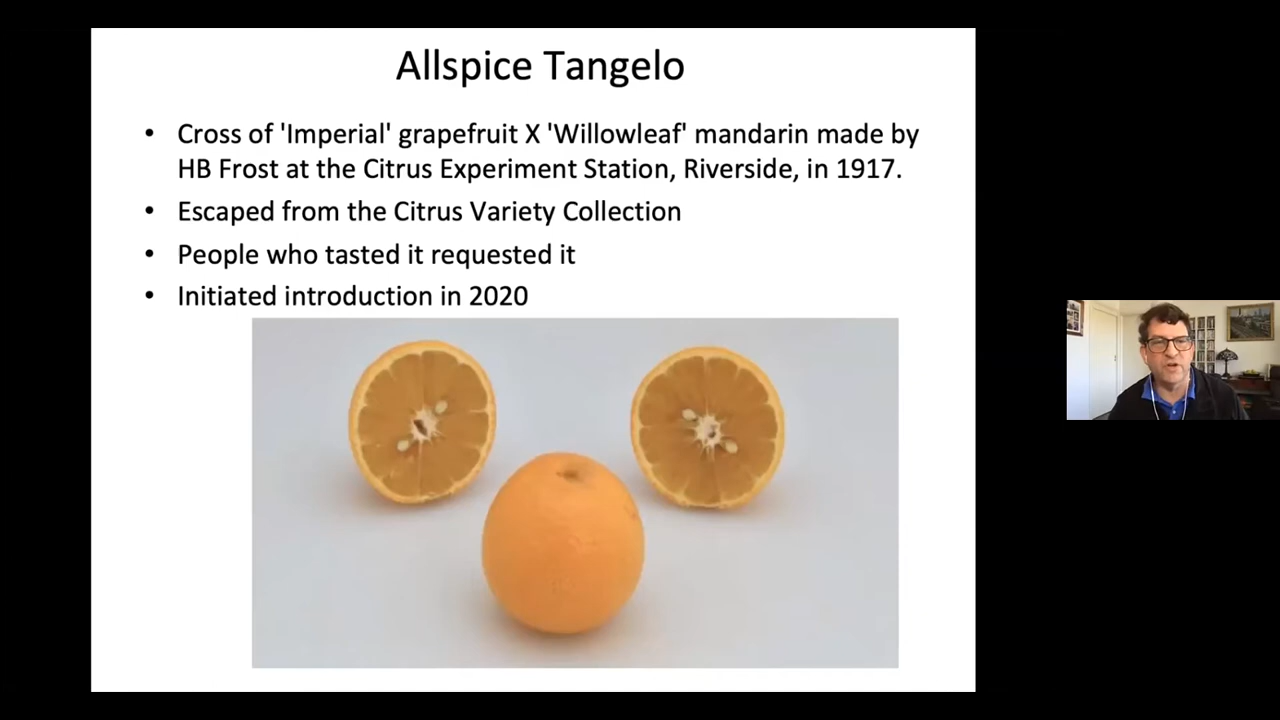 Allspice Tangelo
• Cross of 'Imperial' grapefruit X 'Willowleaf' mandarin made by
HB Frost at the Citrus Experiment Station, Riverside, in 1917.
• Escaped from the Citrus Variety Collection
• People who tasted it requested it
• Initiated introduction in 2020